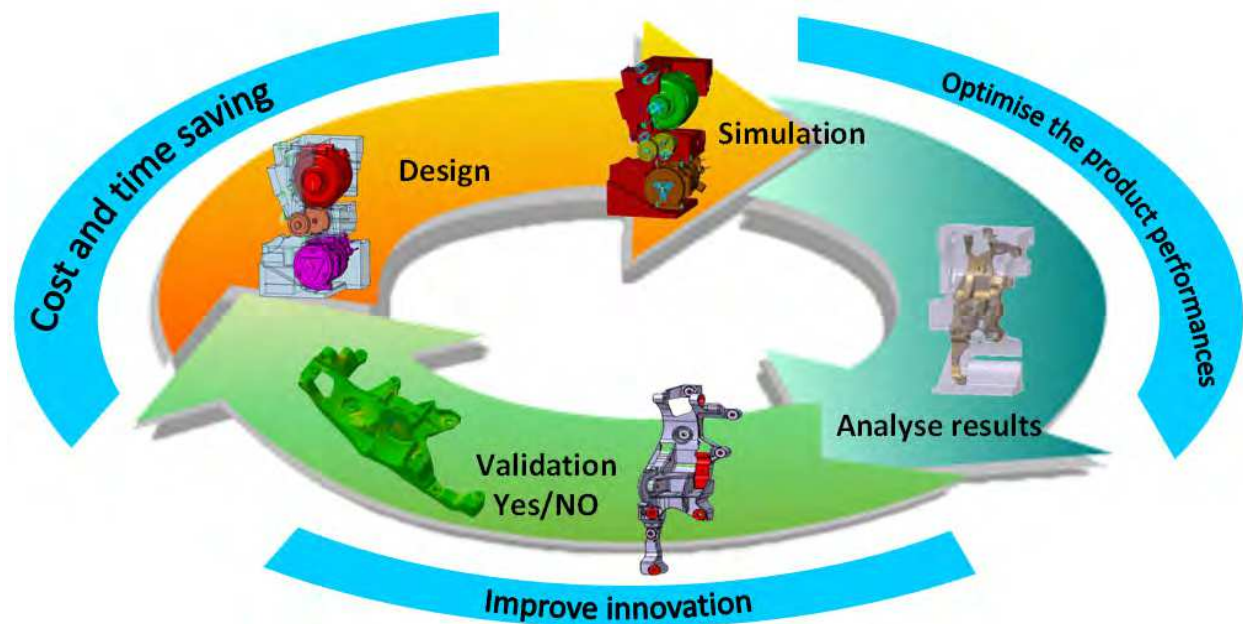 Cost and time saving
Design
Simulation
Optimise the product performances
Analyse results
Validation
Yes/NO
Improve innovation